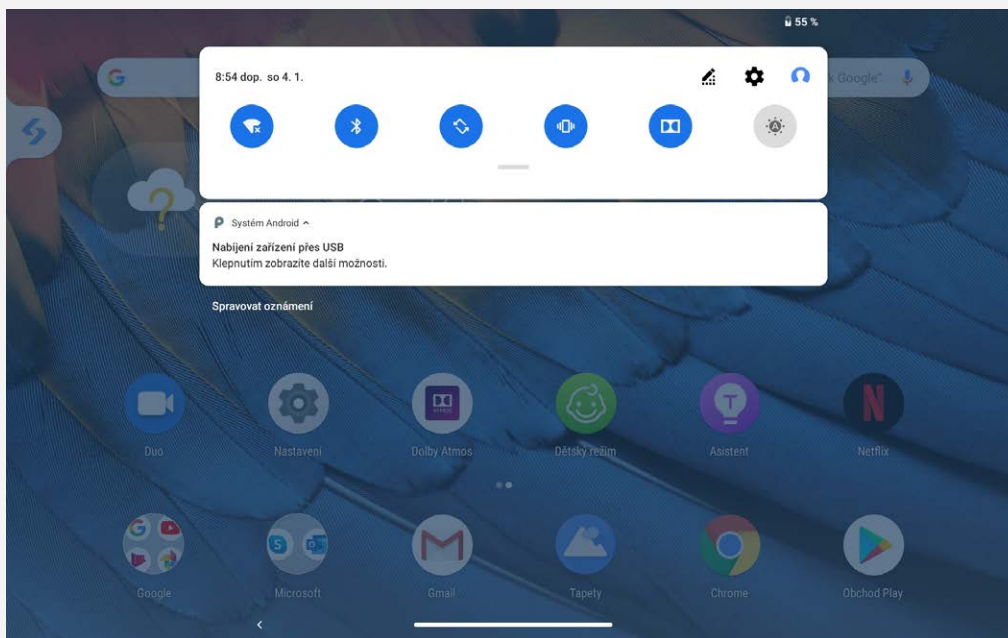 55 %
8:54 dop. so 4. 1.
k Google"
Systém Android
Nabíjení zařízení přes USB
Klepnutím zobrazíte další možnosti.
Spravovat oznámení
Duo
Nastavení
Dolby Atmos
Dětský režim
Asistent
Netflix
Google
Microsoft
Gmail
Tapety
Chrome
Obchod Play